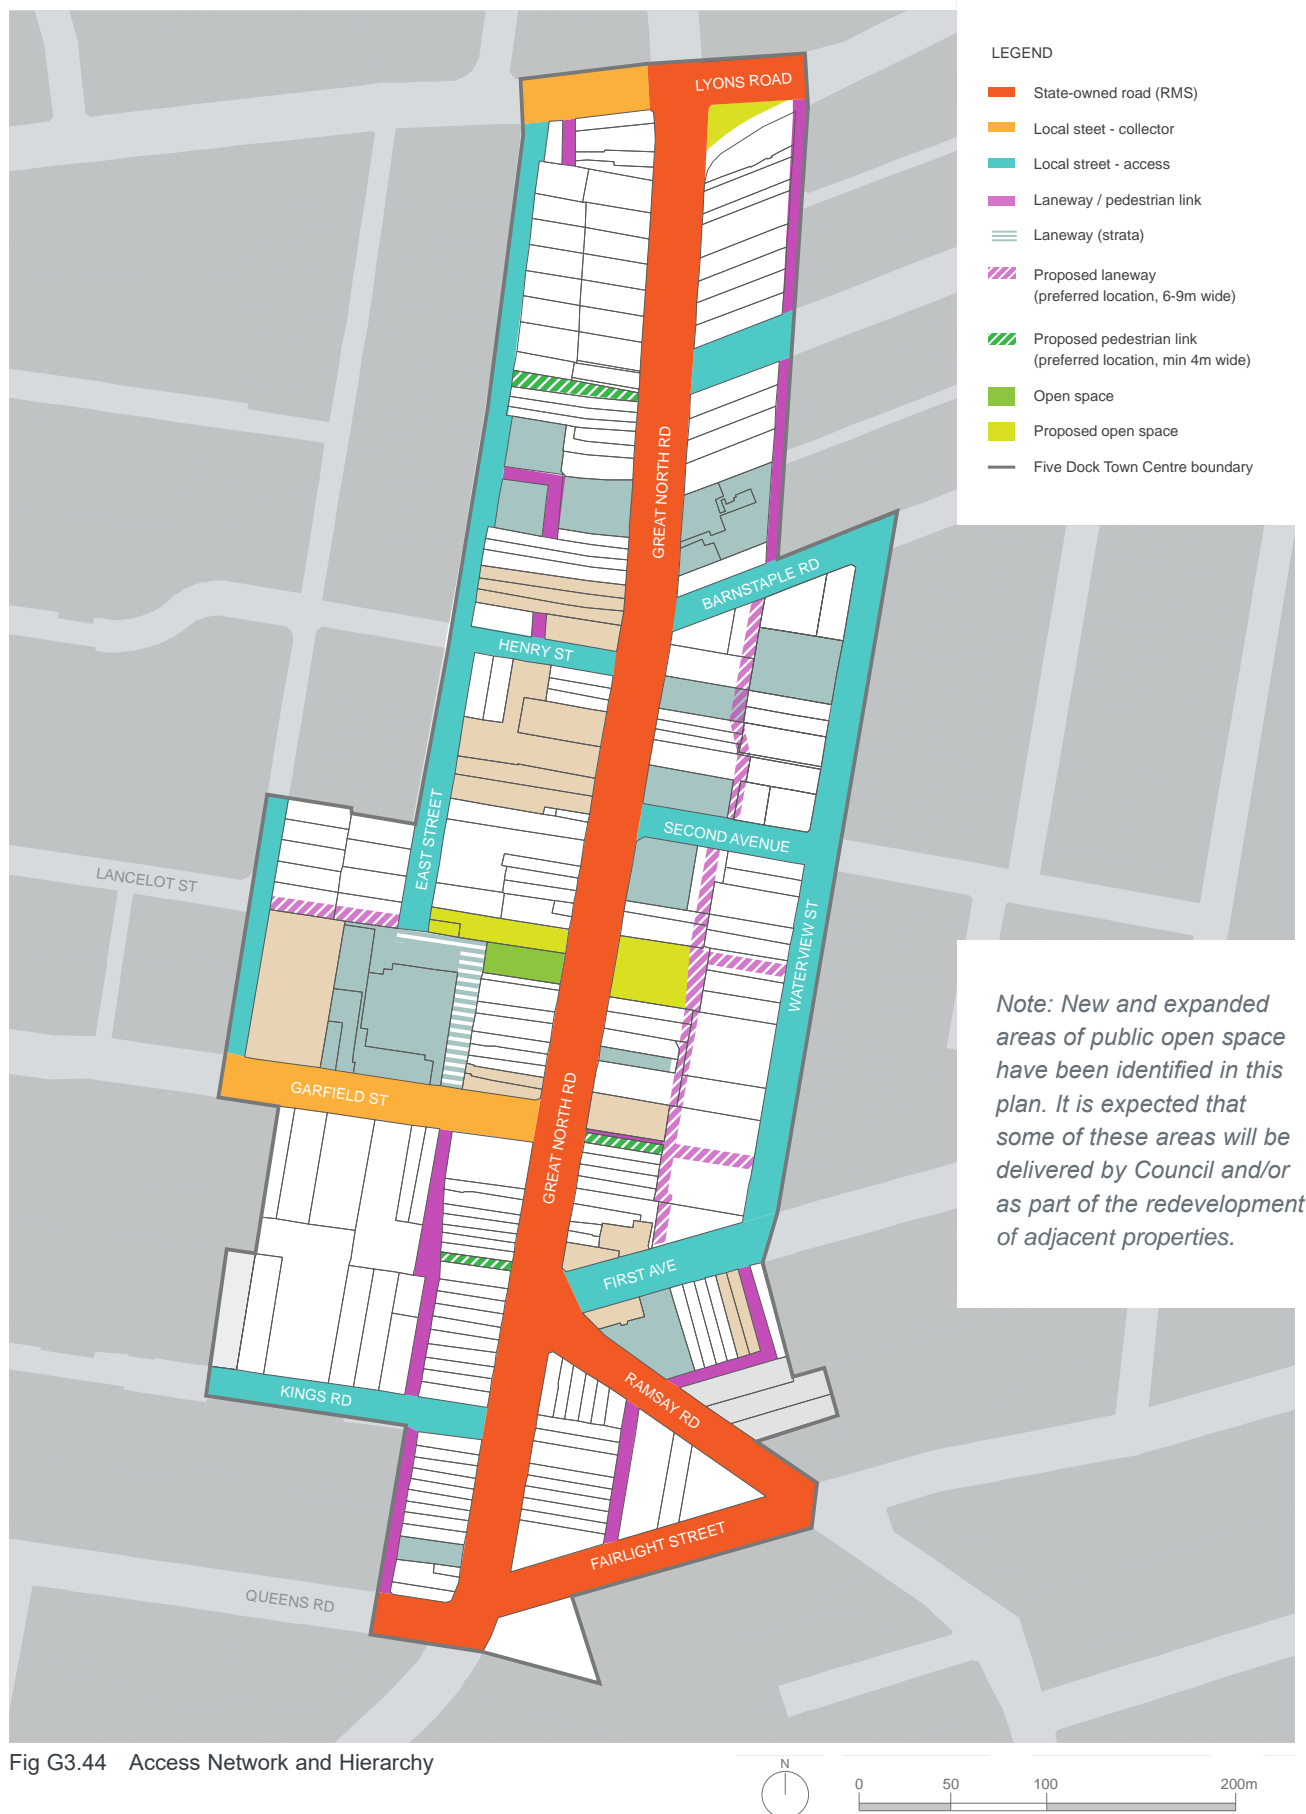 LEGEND
State-owned road (RMS)
Local steet - collector
Local street - access
Laneway / pedestrian link
Laneway (strata)
Proposed laneway
(preferred location, 6-9m wide)
Proposed pedestrian link
(preferred location, min 4m wide)
Open space
Proposed open space
Five Dock Town Centre boundary
LYONS ROAD
GREAT NORTH RD
BARNSTAPLE RD
HENRY ST
EAST STREET
SECOND AVENUE
LANCELOT ST
WATERVIEW ST
GARFIELD ST
GREAT NORTH RD
FIRST AVE
KINGS RD
RAMSAY RD
FAIRLIGHT STREET
QUEENS RD
Note: New and expanded
areas of public open space
have been identified in this
plan. It is expected that
some of these areas will be
delivered by Council and/or
as part of the redevelopment
of adjacent properties.
Fig G3.44 Access Network and Hierarchy
N
0 50 100 200m